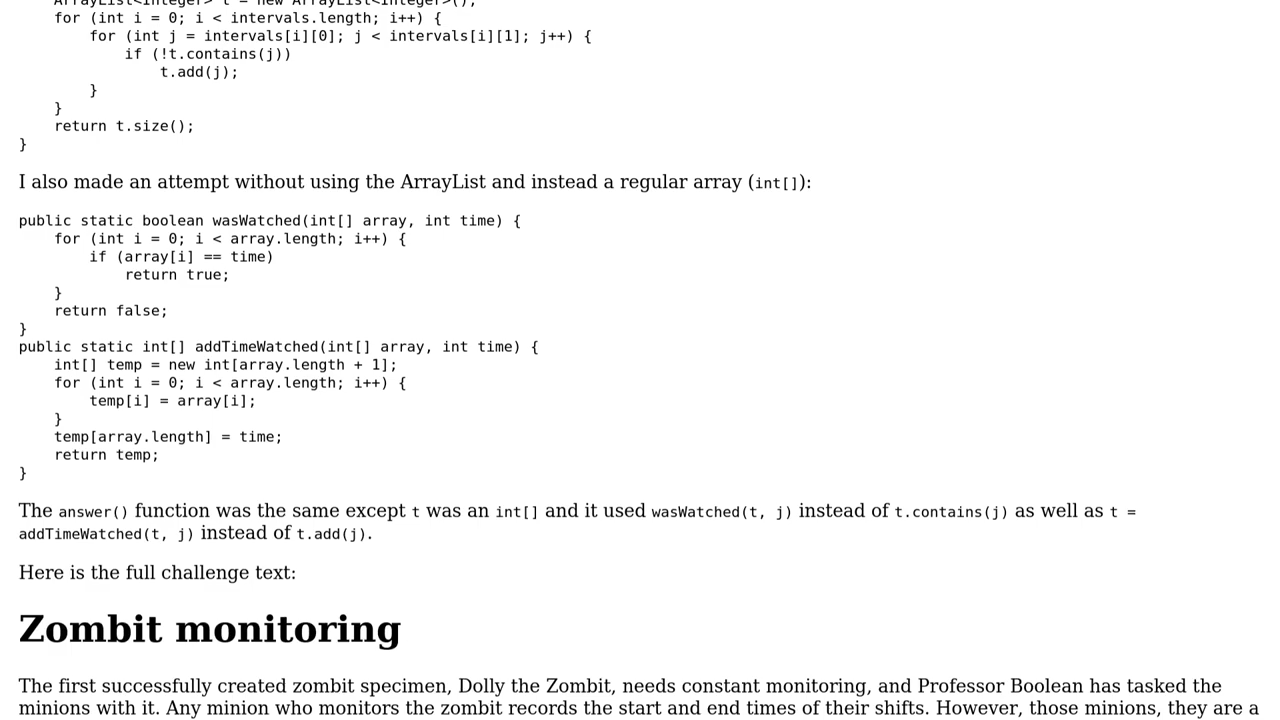 ArrayList<Integer> t = new ArrayList<Integer>();
for (int i = 0; i < intervals.length; i++) {
for (int j = intervals[i][0]; j < intervals[i][1]; j++) {
if (!t.contains(j))
t.add(j);
}
}
return t.size();
}
I also made an attempt without using the ArrayList and instead a regular array (int[]):
public static boolean wasWatched(int[] array, int time) {
for (int i = 0; i < array.length; i++) {
if (array[i] == time)
return true;
}
return false;
}
public static int[] addTimeWatched(int[] array, int time) {
int[] temp = new int[array.length + 1];
for (int i = 0; i < array.length; i++) {
temp[i] = array[i];
}
temp[array.length] = time;
return temp;
}
The answer() function was the same except t was an int[] and it used wasWatched(t, j) instead of t.contains(j) as well as t =
addTimeWatched(t, j) instead of t.add(j).
Here is the full challenge text:
Zombit monitoring
The first successfully created zombit specimen, Dolly the Zombit, needs constant monitoring, and Professor Boolean has tasked the
minions with it. Any minion who monitors the zombit records the start and end times of their shifts. However, those minions, they are a